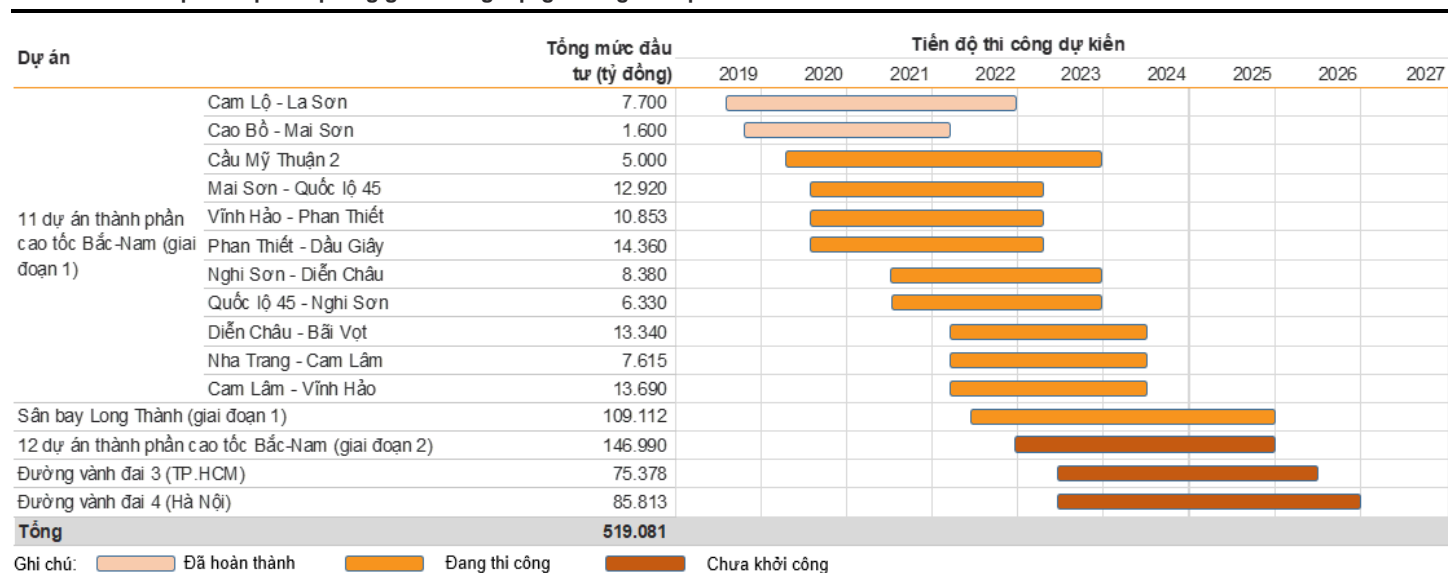 Dự án Tổng mức đầu tư (tỷ đồng) Tiến độ thi công dự kiến
2019 2020 2021 2022 2023 2024 2025 2026 2027
11 dự án thành phần cao tốc Bắc-Nam (giai đoạn 1)
Cam Lộ - La Sơn 7.700
Cao Bồ - Mai Sơn 1.600
Cầu Mỹ Thuận 2 5.000
Mai Sơn - Quốc lộ 45 12.920
Vĩnh Hảo - Phan Thiết 10.853
Phan Thiết - Dầu Giây 14.360
Nghi Sơn - Diễn Châu 8.380
Quốc lộ 45 - Nghi Sơn 6.330
Diễn Châu - Bãi Vọt 13.340
Nha Trang - Cam Lâm 7.615
Cam Lâm - Vĩnh Hảo 13.690
Sân bay Long Thành (giai đoạn 1) 109.112
12 dự án thành phần cao tốc Bắc-Nam (giai đoạn 2) 146.990
Đường vành đai 3 (TP.HCM) 75.378
Đường vành đai 4 (Hà Nội) 85.813
Tổng 519.081
Ghi chú: Đã hoàn thành Đang thi công Chưa khởi công